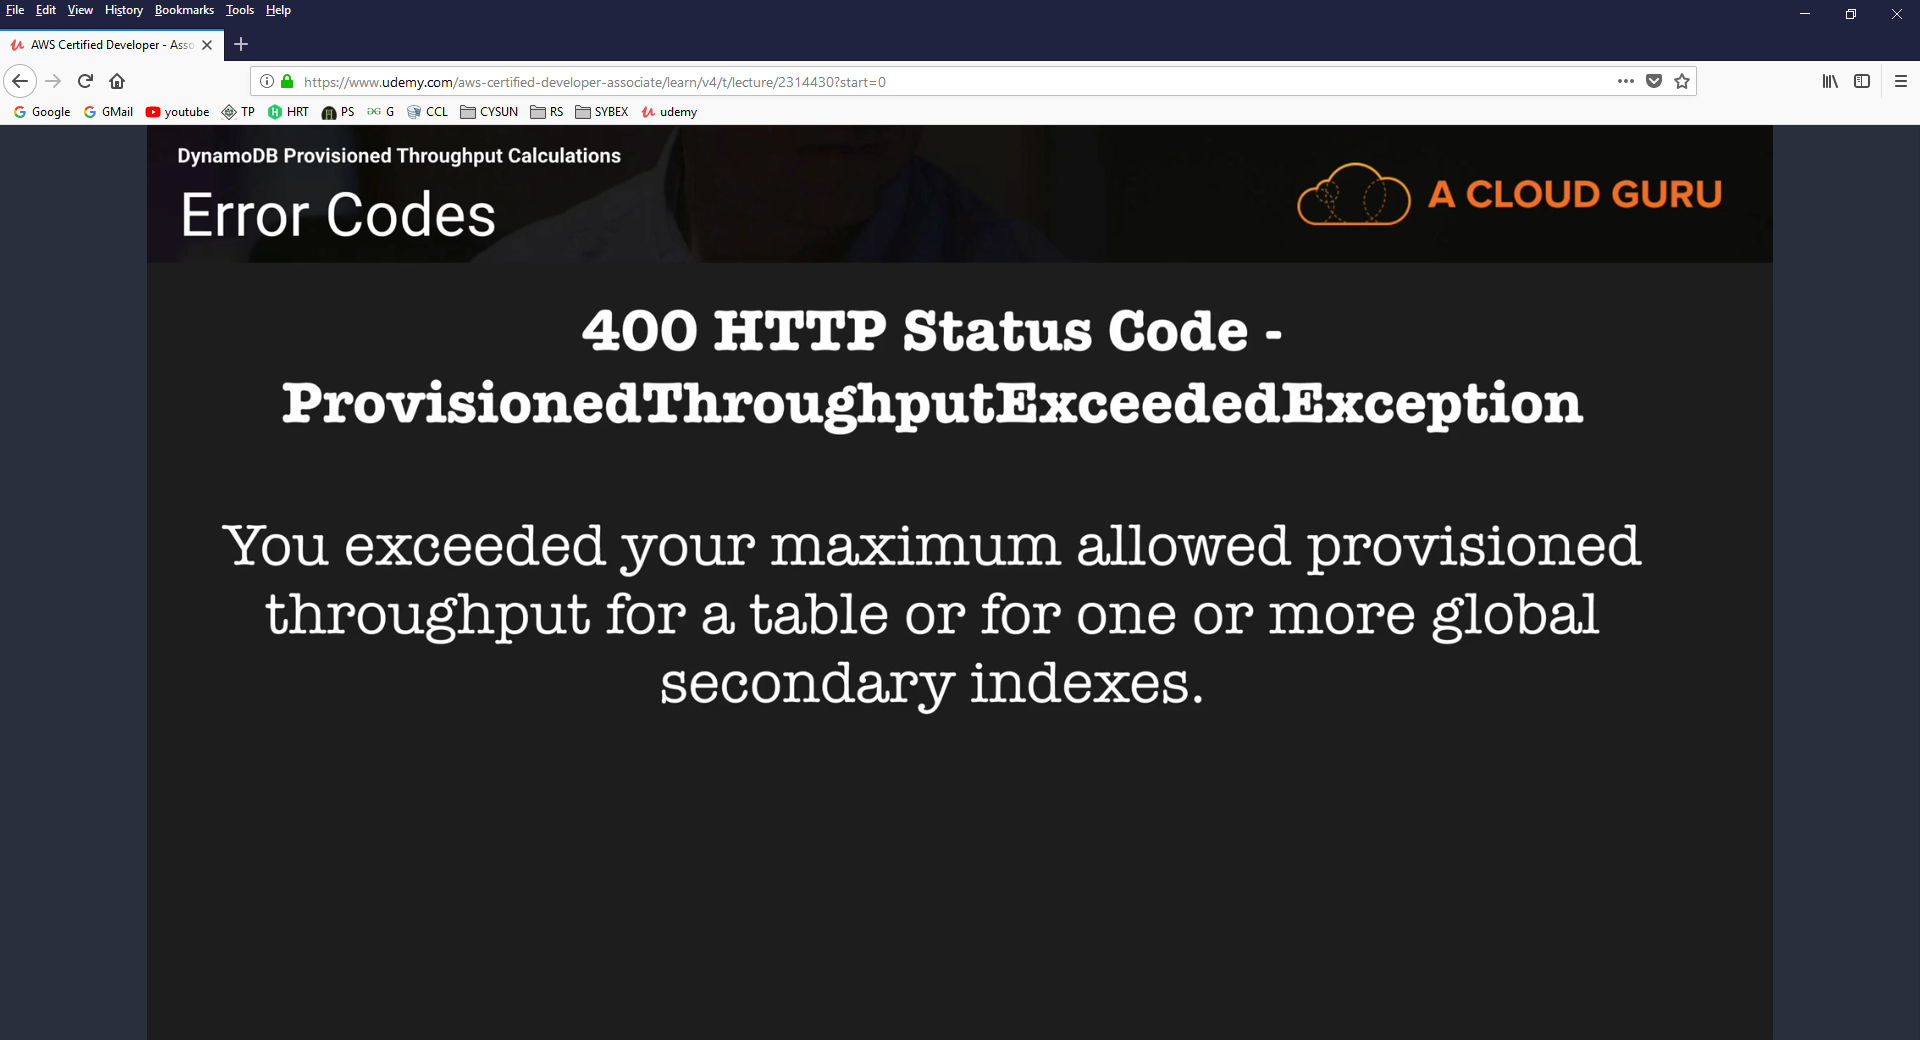 File Edit View History Bookmarks Tools Help
AWS Certified Developer - Asso
https://www.udemy.com/aws-certified-developer-associate/learn/v4/t/lecture/2314430?start=0
Google GMail youtube TP HRT PS G CCL CYSUN RS SYBEX udemy
DynamoDB Provisioned Throughput Calculations
Error Codes
A CLOUD GURU
400 HTTP Status Code -
ProvisionedThroughputExceededException
You exceeded your maximum allowed provisioned
throughput for a table or for one or more global
secondary indexes.